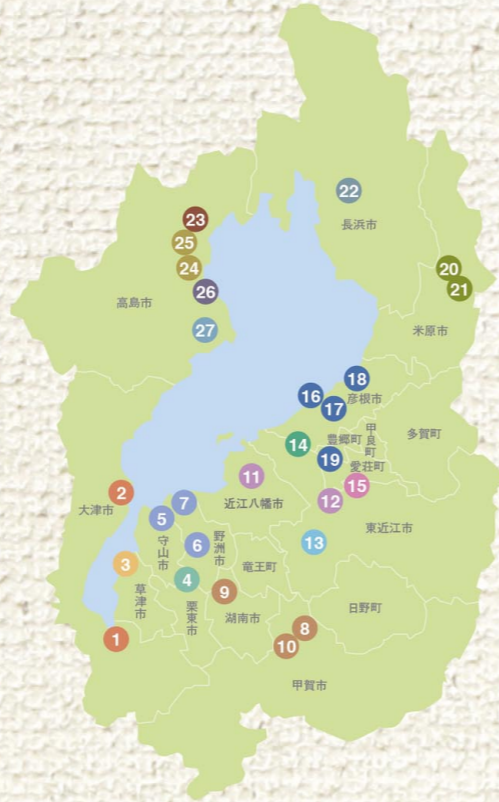 22
長浜市
23
25
24
26
高島市
27
20
21
米原市
18
16
17
彦根市
多賀町
甲良町
豊郷町
14
19
愛荘町
15
11
近江八幡市
12
2
大津市
7
5
守山市
6
野洲市
13
東近江市
3
草津市
4
栗東市
竜王町
9
湖南市
日野町
8
10
1
甲賀市